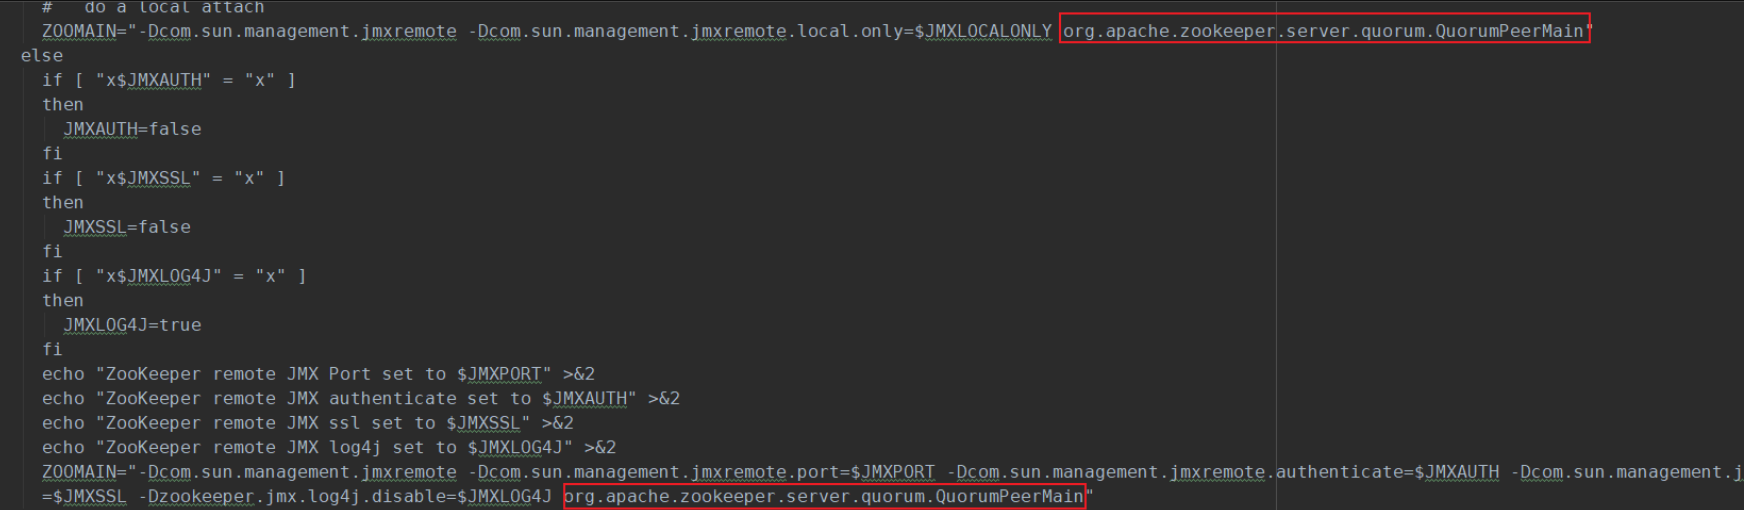 #   do a local attach
ZOOMAIN="-Dcom.sun.management.jmxremote -Dcom.sun.management.jmxremote.local.only=$JMXLOCALONLY org.apache.zookeeper.server.quorum.QuorumPeerMain"
else
if [ "x$JMXAUTH" = "x" ]
then
JMXAUTH=false
fi
if [ "x$JMXSSL" = "x" ]
then
JMXSSL=false
fi
if [ "x$JMXLOG4J" = "x" ]
then
JMXLOG4J=true
fi
echo "ZooKeeper remote JMX Port set to $JMXPORT" >&2
echo "ZooKeeper remote JMX authenticate set to $JMXAUTH" >&2
echo "ZooKeeper remote JMX ssl set to $JMXSSL" >&2
echo "ZooKeeper remote JMX log4j set to $JMXLOG4J" >&2
ZOOMAIN="-Dcom.sun.management.jmxremote -Dcom.sun.management.jmxremote.port=$JMXPORT -Dcom.sun.management.jmxremote.authenticate=$JMXAUTH -Dcom.sun.management.j
=$JMXSSL -Dzookeeper.jmx.log4j.disable=$JMXLOG4J org.apache.zookeeper.server.quorum.QuorumPeerMain"